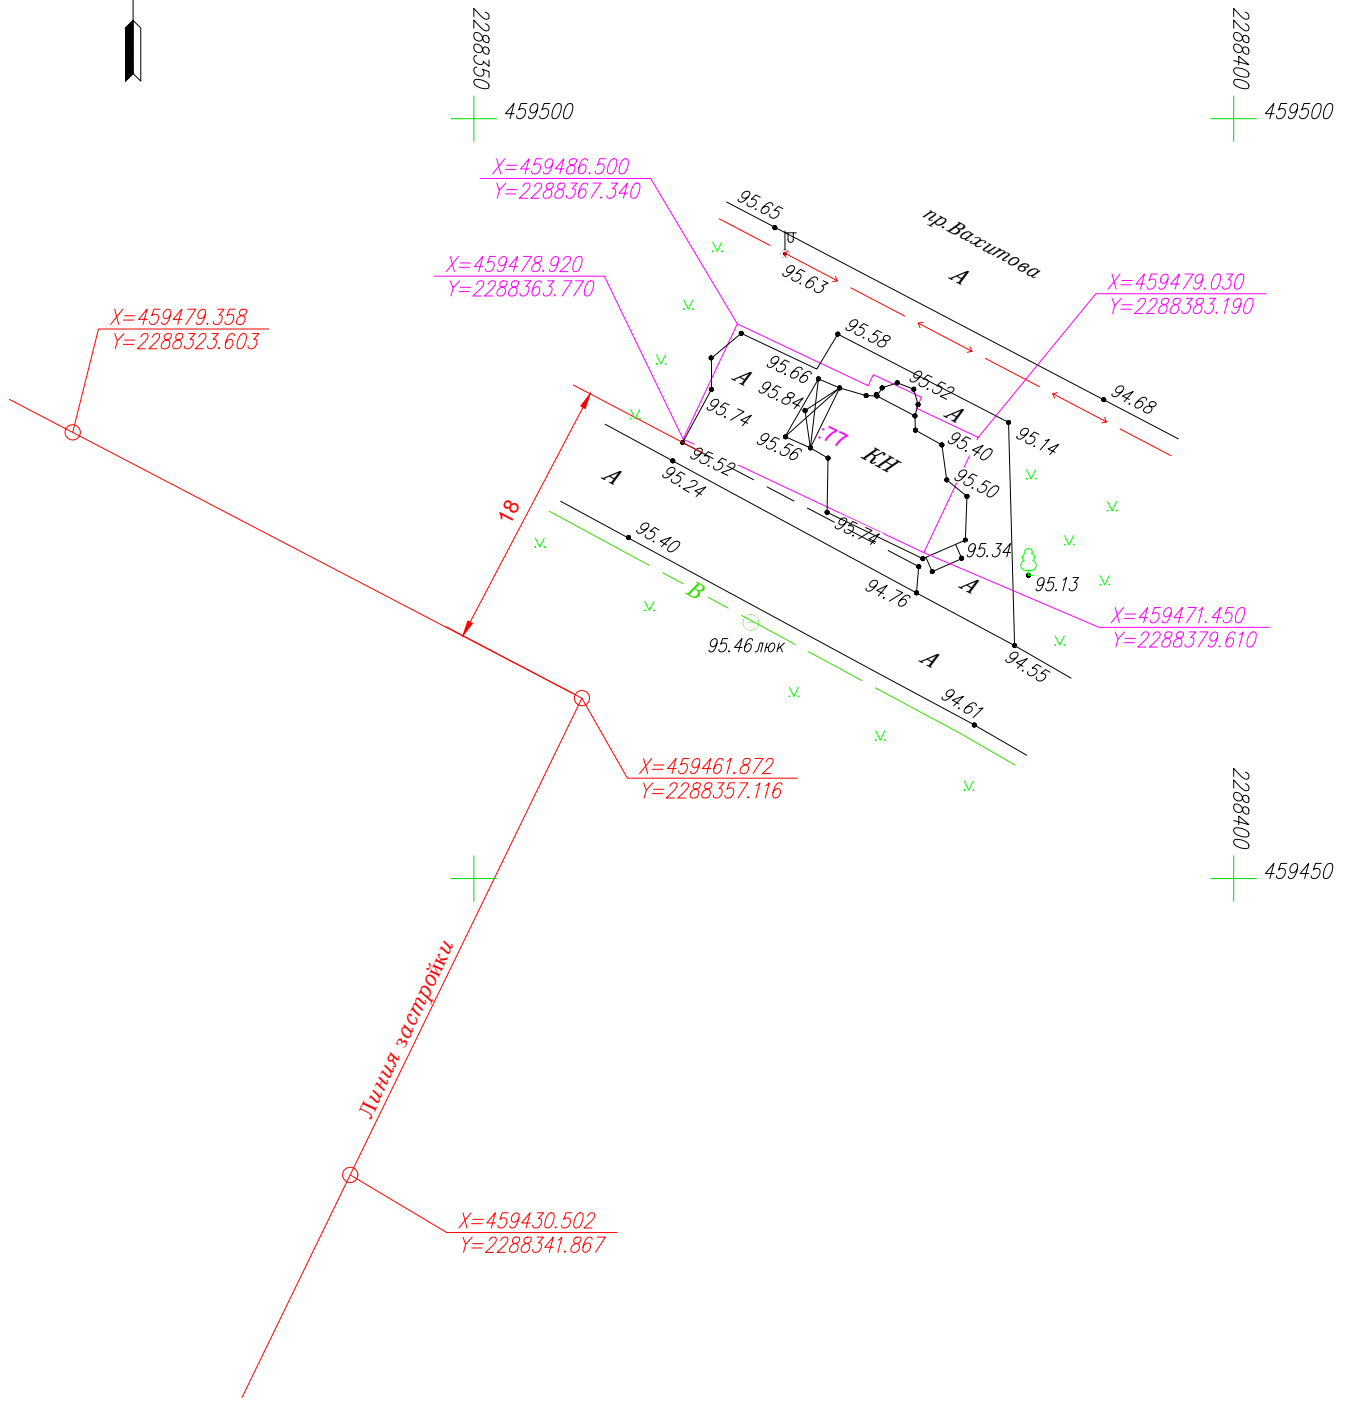 2288350
2288400
459500
459500
X=459486.500
Y=2288367.340
95.65
пр.Вахитова
А
95.63
X=459478.920
Y=2288363.770
X=459479.030
Y=2288383.190
X=459479.358
Y=2288323.603
95.58
95.66
А
95.52
95.84
95.74
А
94.68
95.14
:77
95.56
95.40
КН
95.52
95.24
95.50
А
18
95.74
95.40
95.34
95.13
В
94.76
А
X=459471.450
Y=2288379.610
95.46 люк
А
94.55
94.61
X=459461.872
Y=2288357.116
2288400
459450
Линия застройки
X=459430.502
Y=2288341.867